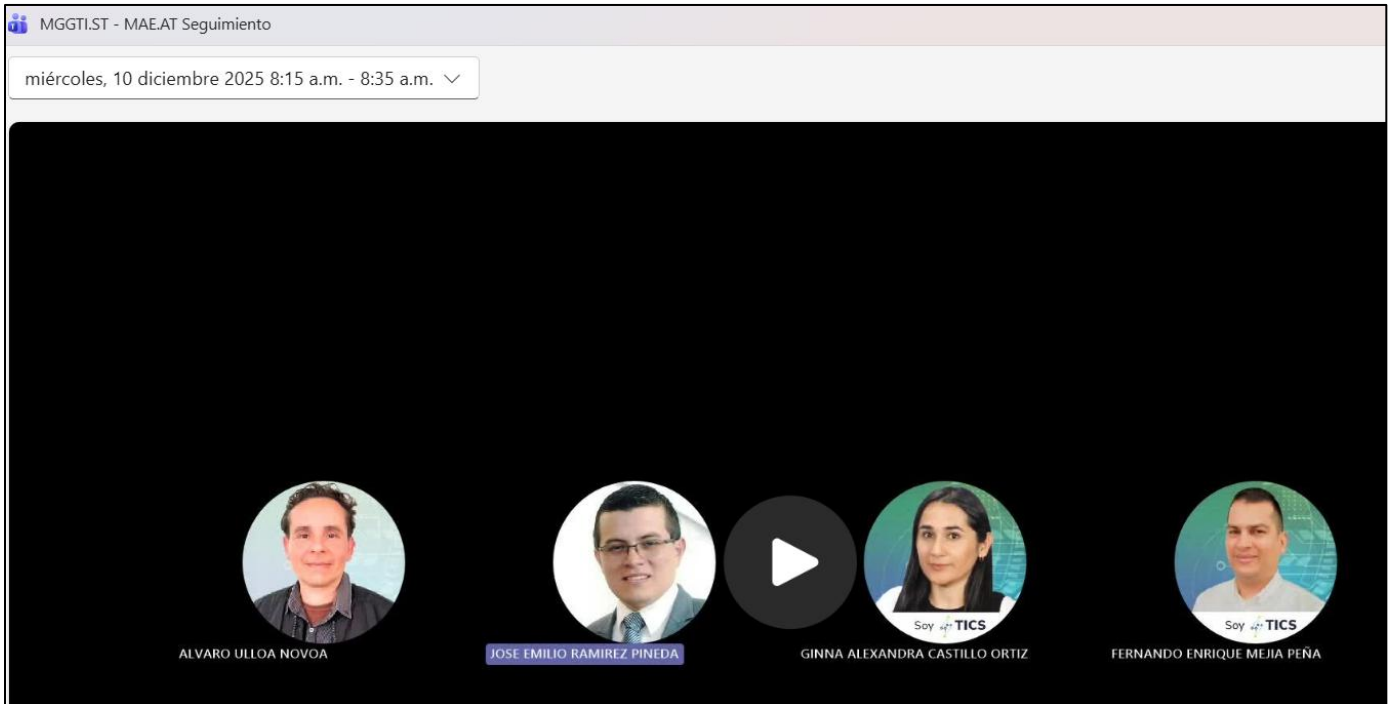 MGGTI.ST - MAE.AT Seguimiento
miércoles, 10 diciembre 2025 8:15 a.m. - 8:35 a.m.
Soy TICS
Soy TICS
ALVARO ULLOA NOVOA
JOSE EMILIO RAMIREZ PINEDA
GINNA ALEXANDRA CASTILLO ORTIZ
FERNANDO ENRIQUE MEJIA PEÑA